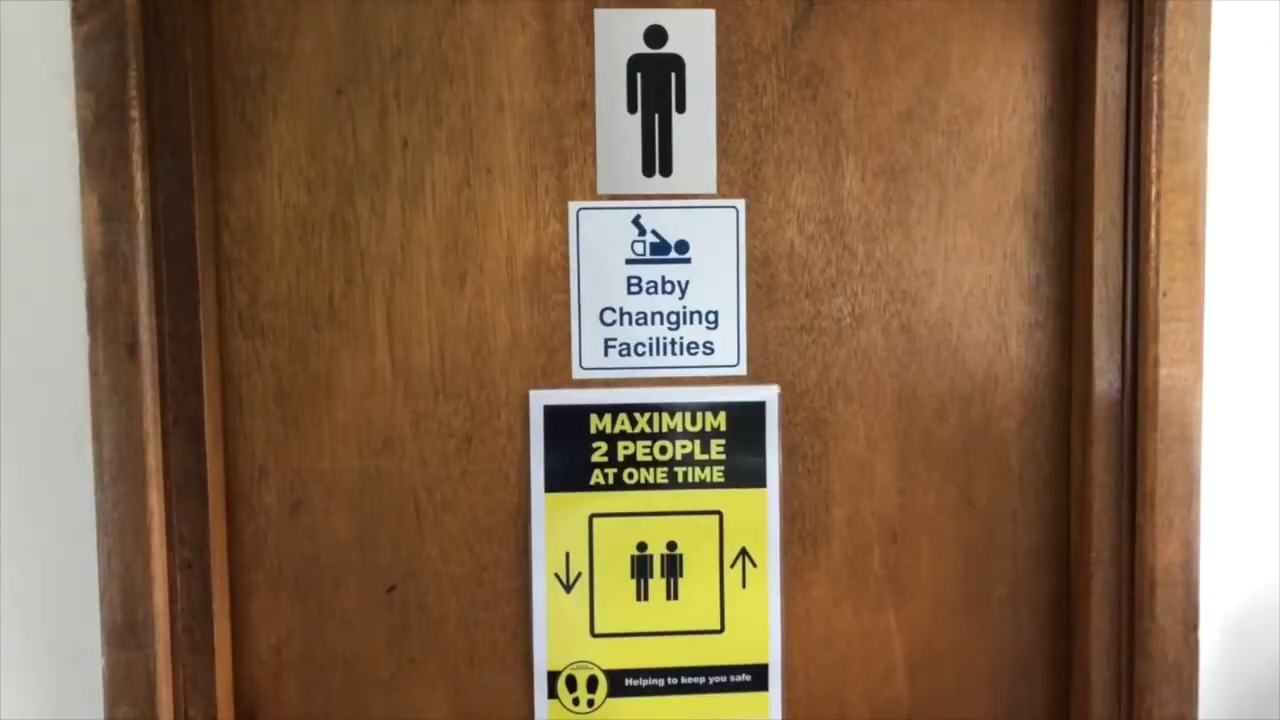 Baby
Changing
Facilities
MAXIMUM
2 PEOPLE
AT ONE TIME
Helping to keep you safe